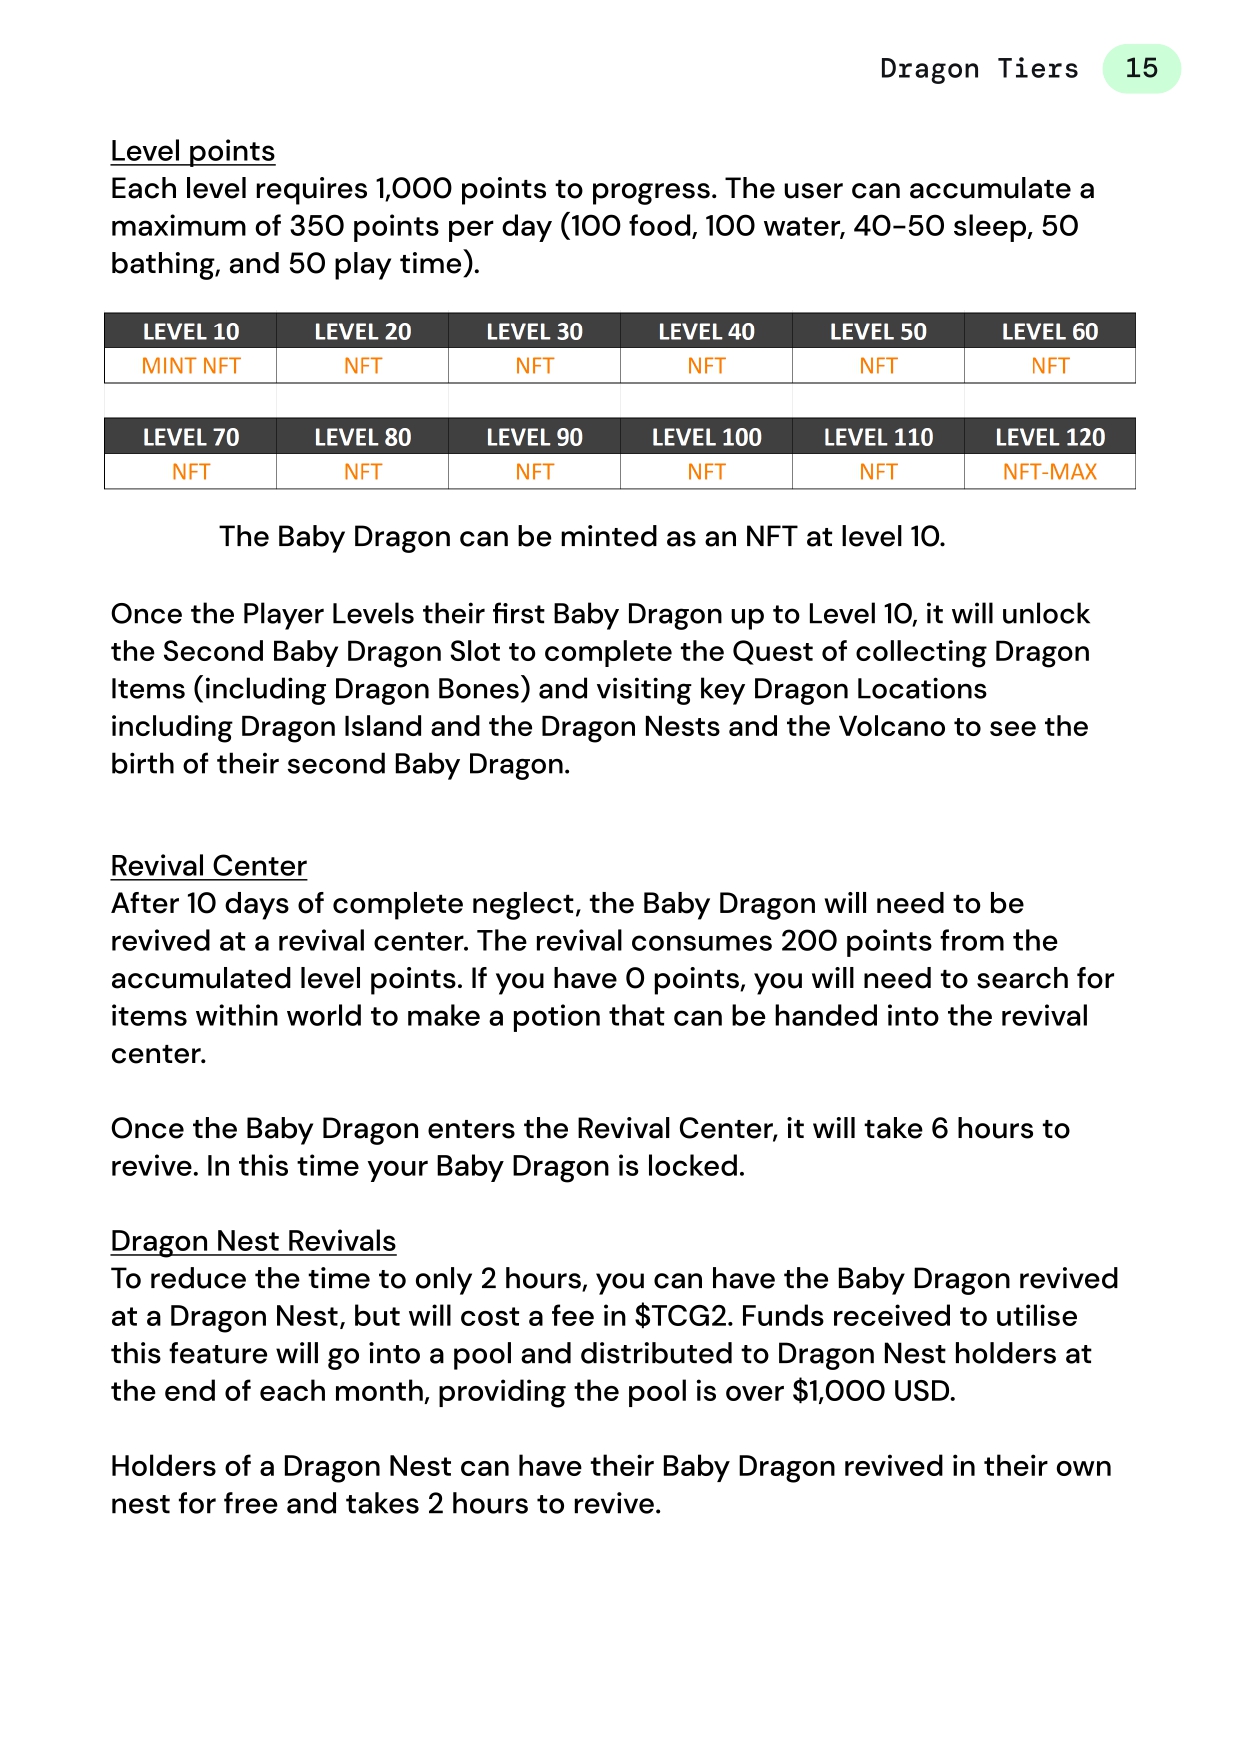 Dragon Tiers 15
Level points
Each level requires 1,000 points to progress. The user can accumulate a
maximum of 350 points per day (100 food, 100 water, 40-50 sleep, 50
bathing, and 50 play time).
LEVEL 10 LEVEL 20 LEVEL 30 LEVEL 40 LEVEL 50 LEVEL 60
MINT NFT NFT NFT NFT NFT NFT
LEVEL 70 LEVEL 80 LEVEL 90 LEVEL 100 LEVEL 110 LEVEL 120
NFT NFT NFT NFT NFT NFT-MAX
The Baby Dragon can be minted as an NFT at level 10.
Once the Player Levels their first Baby Dragon up to Level 10, it will unlock
the Second Baby Dragon Slot to complete the Quest of collecting Dragon
Items (including Dragon Bones) and visiting key Dragon Locations
including Dragon Island and the Dragon Nests and the Volcano to see the
birth of their second Baby Dragon.
Revival Center
After 10 days of complete neglect, the Baby Dragon will need to be
revived at a revival center. The revival consumes 200 points from the
accumulated level points. If you have 0 points, you will need to search for
items within world to make a potion that can be handed into the revival
center.
Once the Baby Dragon enters the Revival Center, it will take 6 hours to
revive. In this time your Baby Dragon is locked.
Dragon Nest Revivals
To reduce the time to only 2 hours, you can have the Baby Dragon revived
at a Dragon Nest, but will cost a fee in $TCG2. Funds received to utilise
this feature will go into a pool and distributed to Dragon Nest holders at
the end of each month, providing the pool is over $1,000 USD.
Holders of a Dragon Nest can have their Baby Dragon revived in their own
nest for free and takes 2 hours to revive.